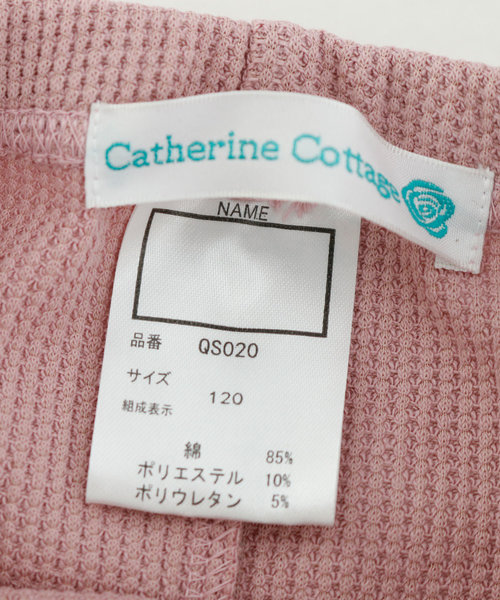 Catherine Cottage
NAME
品番 QS020
サイズ 120
組成表示
綿 85%
ポリエステル 10%
ポリウレタン 5%